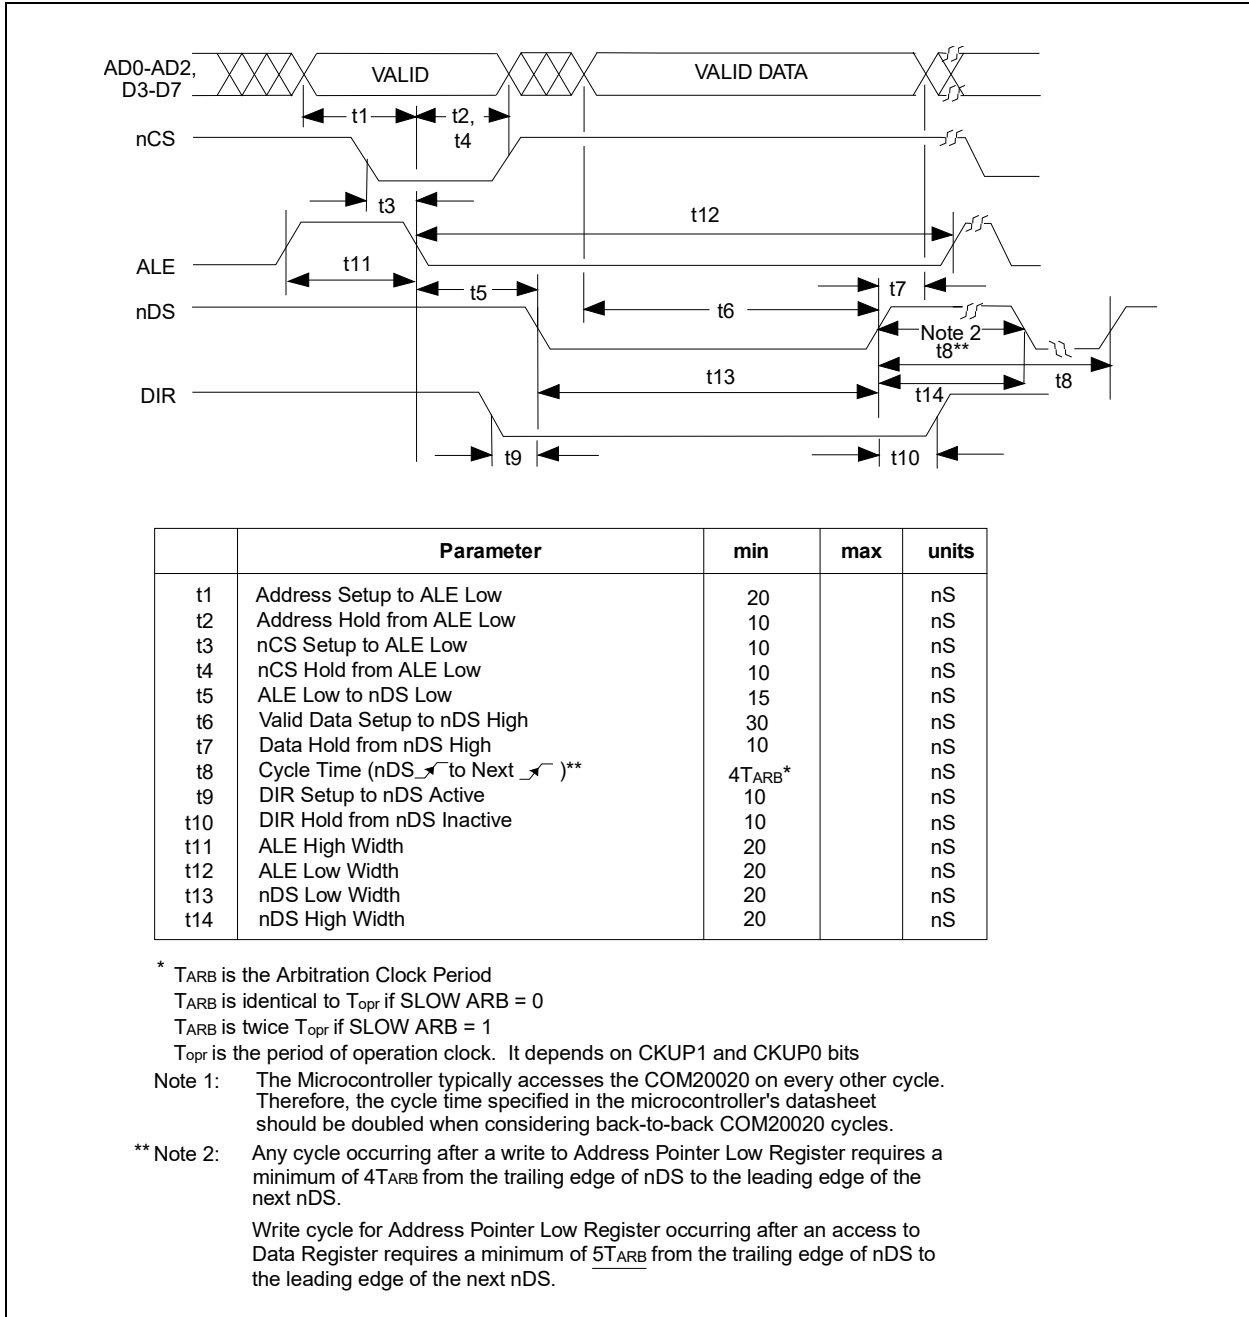 AD0-AD2,
D3-D7
VALID
VALID DATA
t1
t2,
t4
nCS
t3
t12
ALE
t11
t5
t7
nDS
t6
Note 2
t8**
t13
t8
DIR
t14
t9
t10
Parameter min max units
t1 Address Setup to ALE Low 20 nS
t2 Address Hold from ALE Low 10 nS
t3 nCS Setup to ALE Low 10 nS
t4 nCS Hold from ALE Low 10 nS
t5 ALE Low to nDS Low 15 nS
t6 Valid Data Setup to nDS High 30 nS
t7 Data Hold from nDS High 10 nS
t8 Cycle Time (nDS to Next )** 4TARB* nS
t9 DIR Setup to nDS Active 10 nS
t10 DIR Hold from nDS Inactive 10 nS
t11 ALE High Width 20 nS
t12 ALE Low Width 20 nS
t13 nDS Low Width 20 nS
t14 nDS High Width 20 nS
* TARB is the Arbitration Clock Period
TARB is identical to Topr if SLOW ARB = 0
TARB is twice Topr if SLOW ARB = 1
Topr is the period of operation clock. It depends on CKUP1 and CKUP0 bits
Note 1: The Microcontroller typically accesses the COM20020 on every other cycle.
Therefore, the cycle time specified in the microcontroller's datasheet
should be doubled when considering back-to-back COM20020 cycles.
** Note 2: Any cycle occurring after a write to Address Pointer Low Register requires a
minimum of 4TARB from the trailing edge of nDS to the leading edge of the
next nDS.
Write cycle for Address Pointer Low Register occurring after an access to
Data Register requires a minimum of 5TARB from the trailing edge of nDS to
the leading edge of the next nDS.